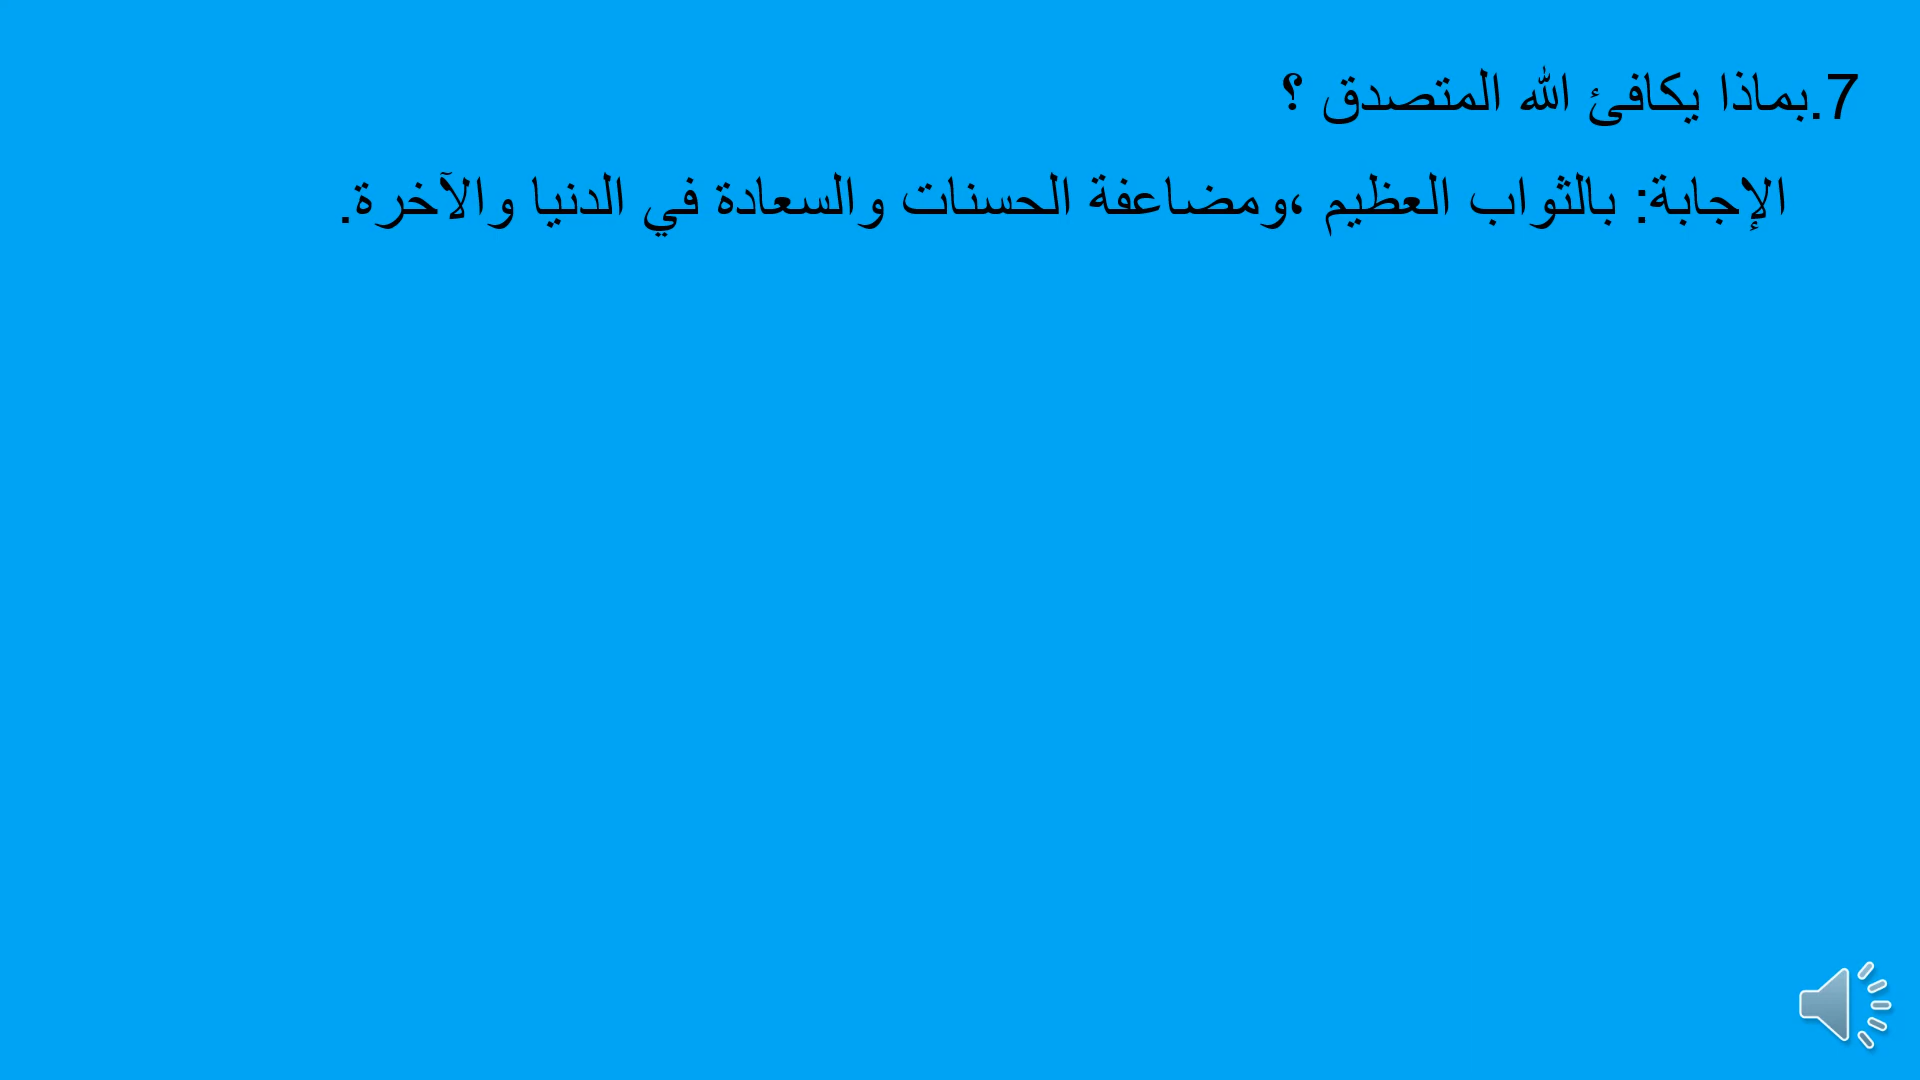 7.بماذا يكافئ الله المتصدق ؟
الإجابة: بالثواب العظيم ،ومضاعفة الحسنات والسعادة في الدنيا والآخرة.